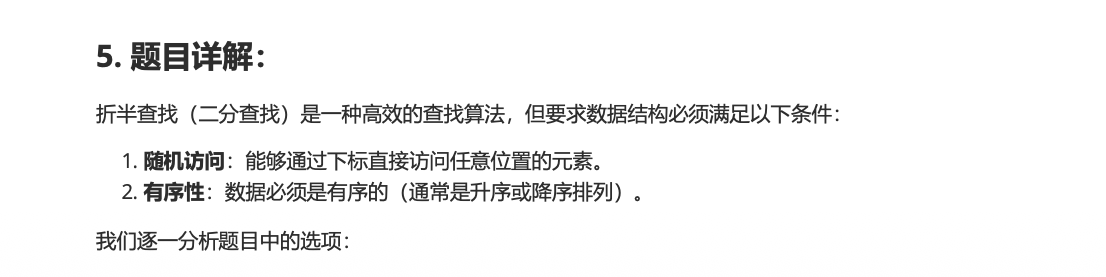 5. 题目详解：
折半查找（二分查找）是一种高效的查找算法，但要求数据结构必须满足以下条件：
1. 随机访问：能够通过下标直接访问任意位置的元素。
2. 有序性：数据必须是有序的（通常是升序或降序排列）。
我们逐一分析题目中的选项：